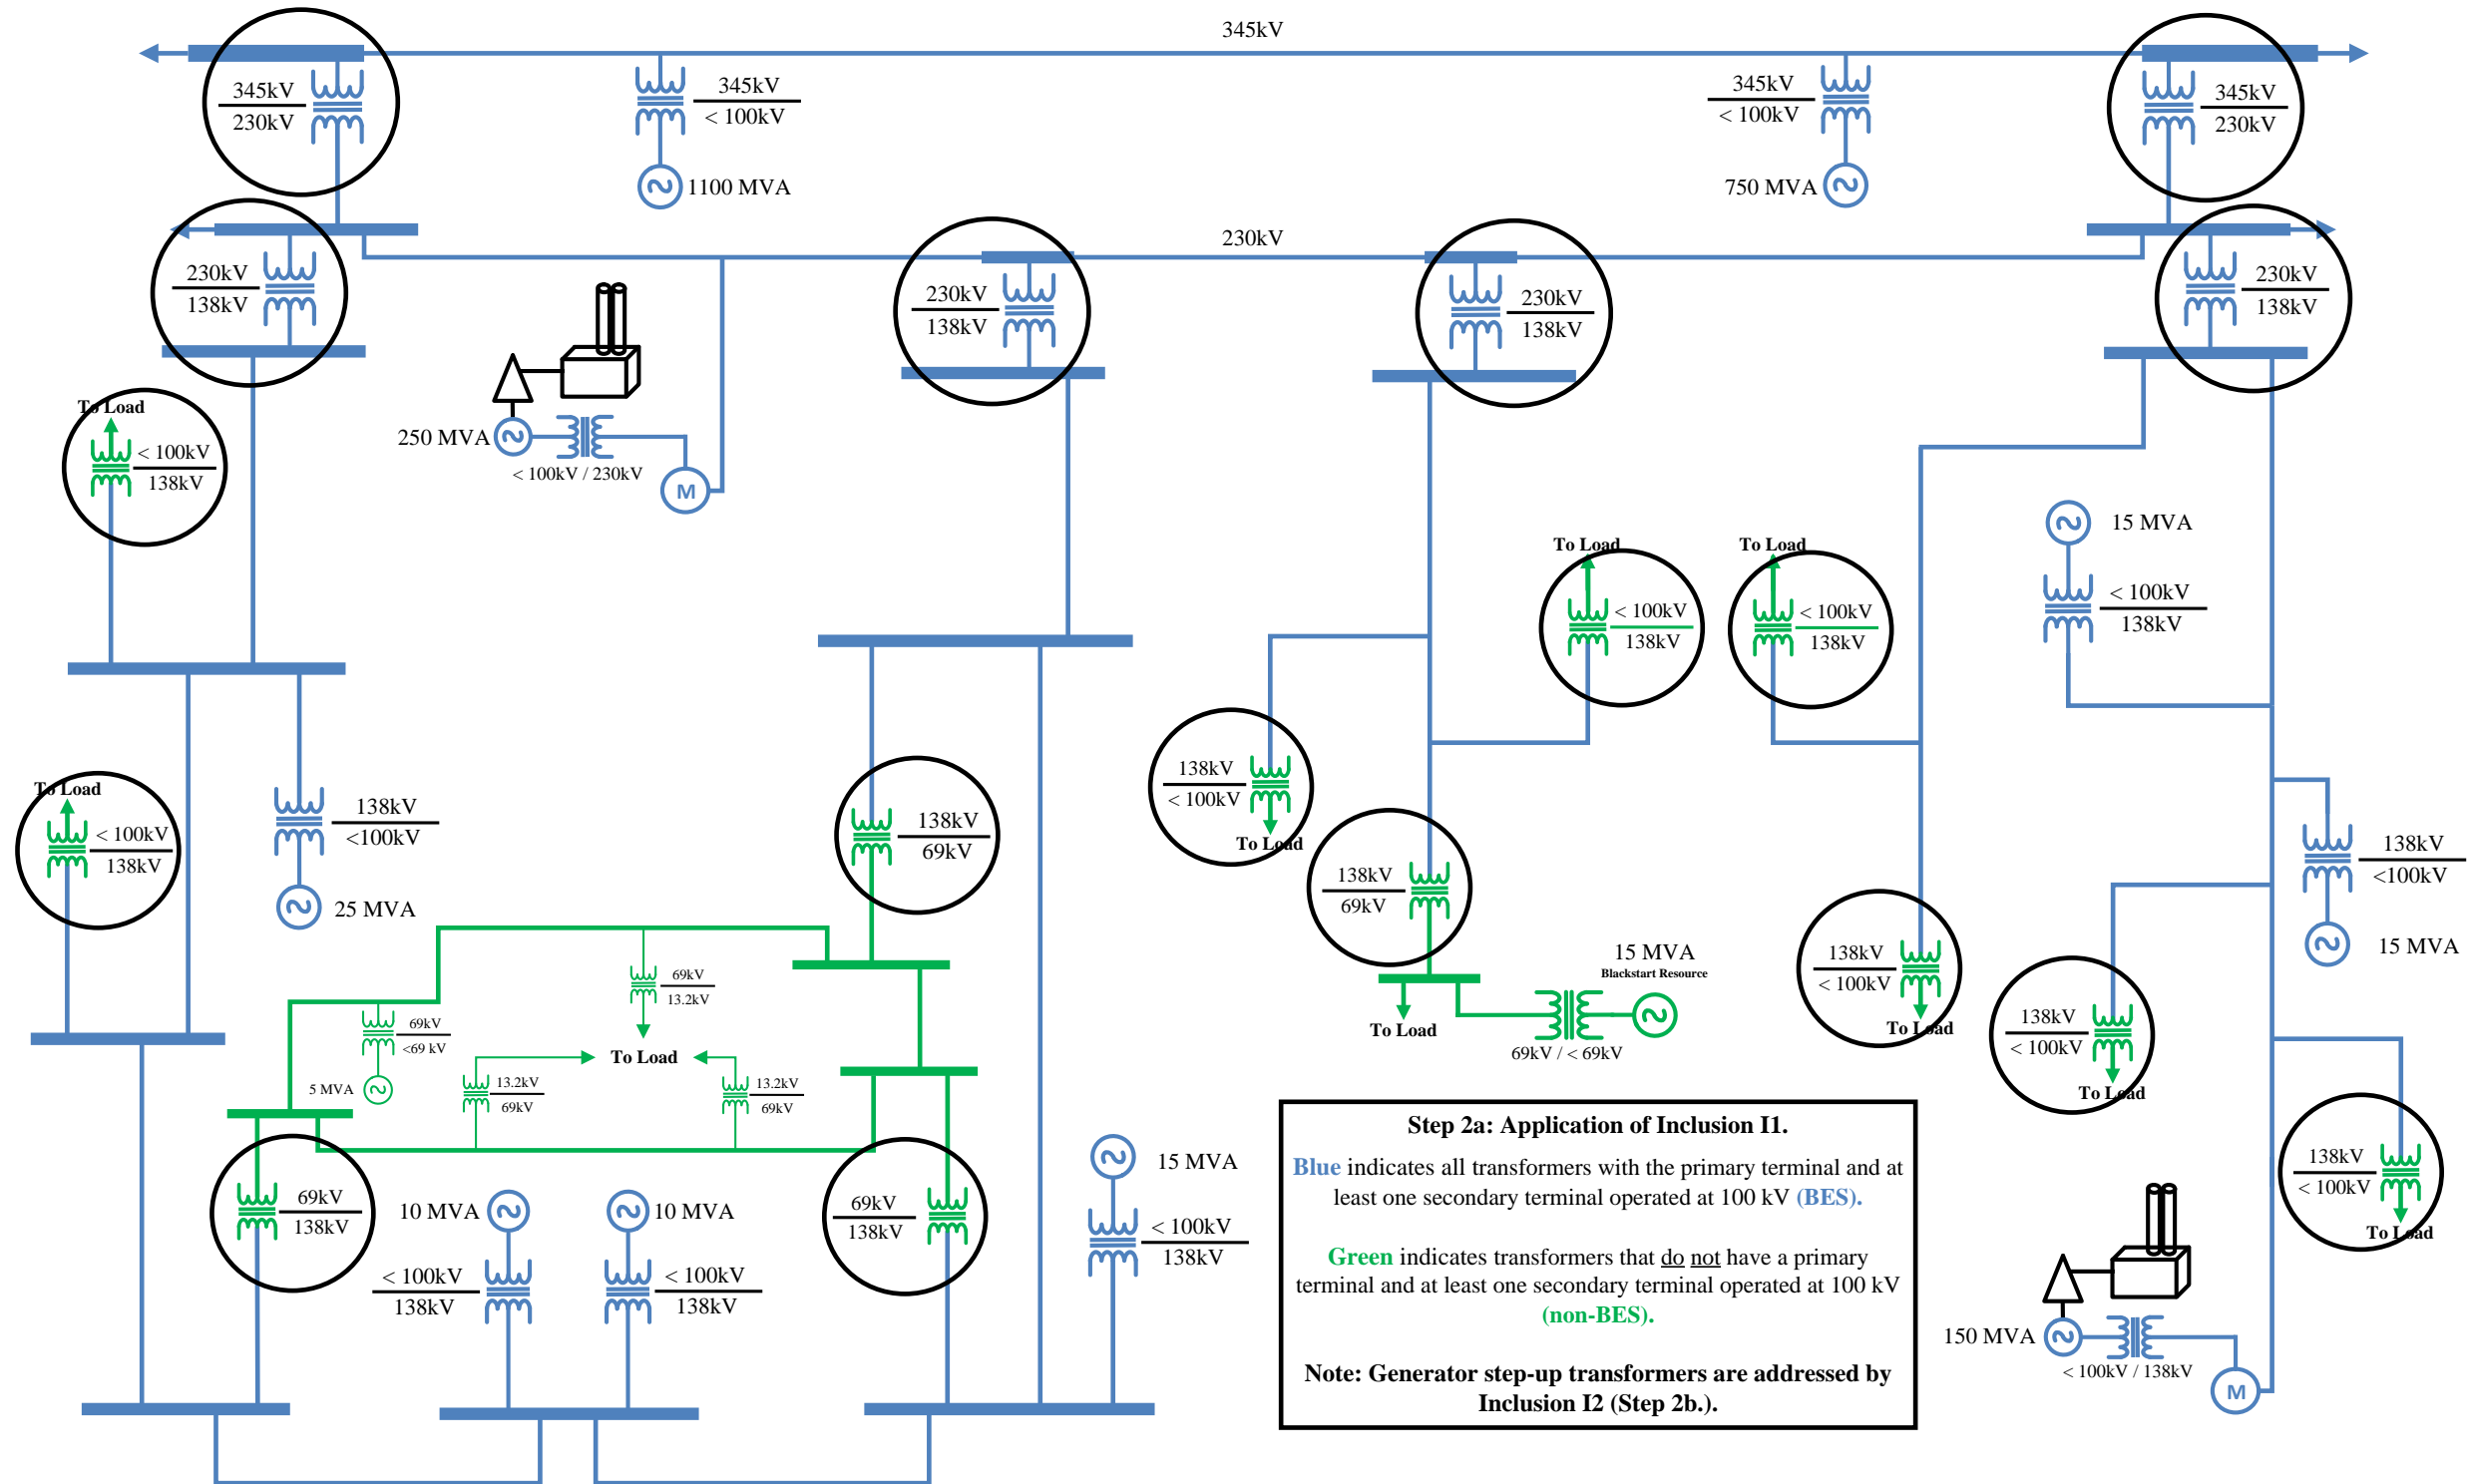 345kV
345kV
230kV
345kV
< 100kV
1100 MVA
345kV
< 100kV
750 MVA
345kV
230kV
230kV
230kV
138kV
230kV
138kV
230kV
138kV
230kV
138kV
To Load
< 100kV
138kV
250 MVA
< 100kV / 230kV
M
To Load
< 100kV
138kV
To Load
< 100kV
138kV
15 MVA
< 100kV
138kV
To Load
< 100kV
138kV
138kV
<100kV
25 MVA
138kV
69kV
138kV
< 100kV
To Load
138kV
69kV
15 MVA
Blackstart Resource
To Load
69kV / < 69kV
138kV
< 100kV
To Load
138kV
<100kV
15 MVA
138kV
< 100kV
To Load
138kV
< 100kV
To Load
69kV
13.2kV
69kV
<69 kV
5 MVA
To Load
13.2kV
69kV
13.2kV
69kV
69kV
138kV
69kV
138kV
10 MVA
10 MVA
< 100kV
138kV
< 100kV
138kV
15 MVA
< 100kV
138kV
150 MVA
< 100kV / 138kV
M
Step 2a: Application of Inclusion I1.
Blue indicates all transformers with the primary terminal and at
least one secondary terminal operated at 100 kV (BES).
Green indicates transformers that do not have a primary
terminal and at least one secondary terminal operated at 100 kV
(non-BES).
Note: Generator step-up transformers are addressed by
Inclusion I2 (Step 2b.).